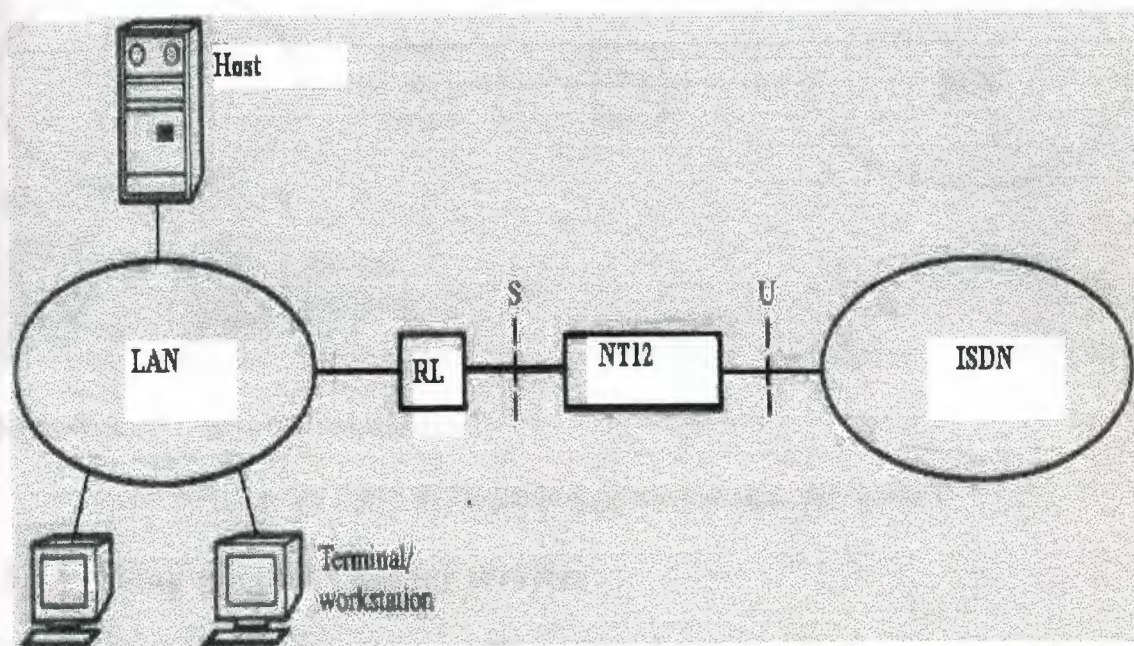 Host
S
U
LAN
RL
NT12
ISDN
Terminal/
workstation